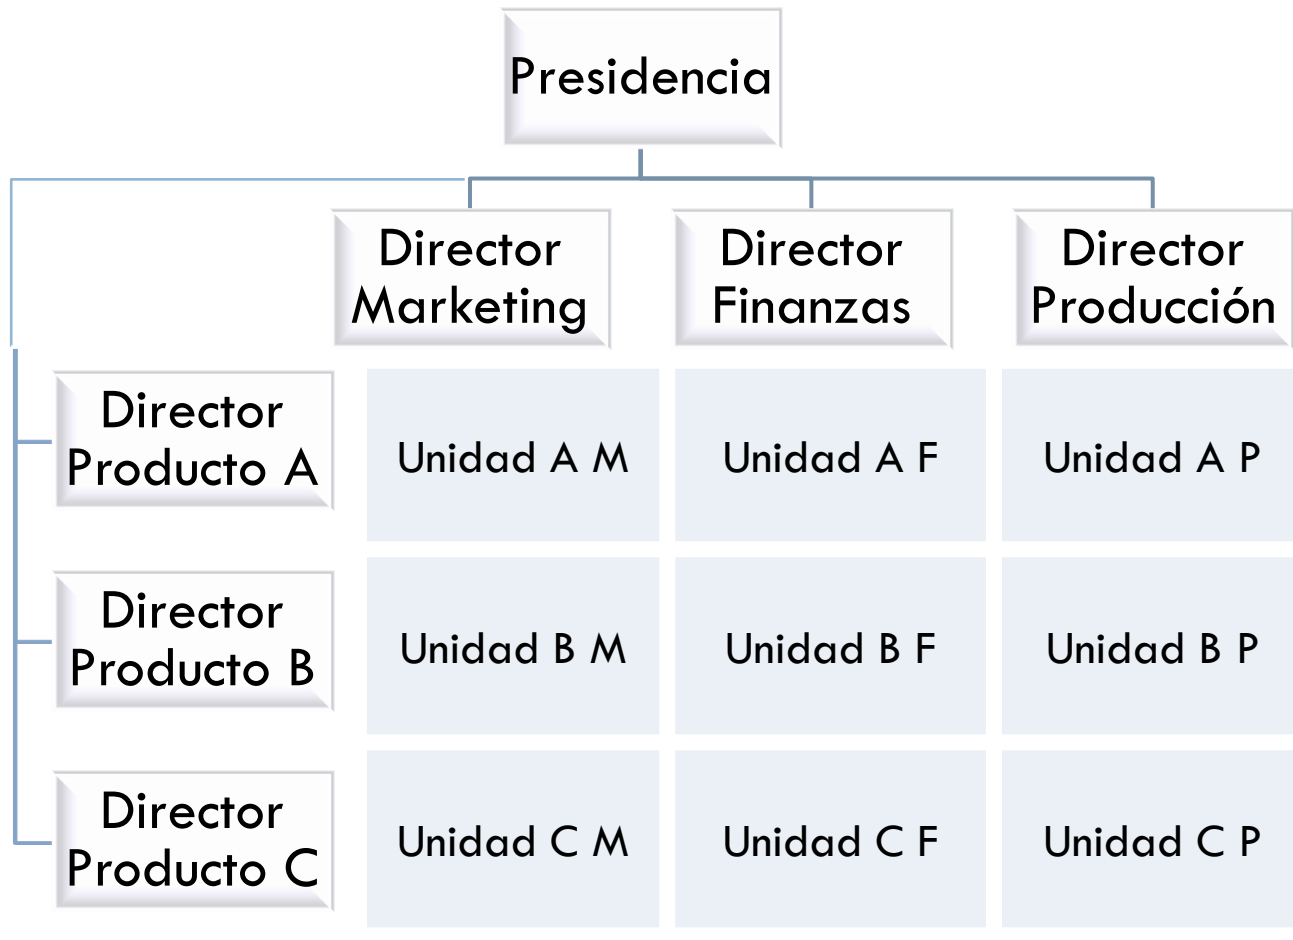 Presidencia
Director
Marketing
Director
Finanzas
Director
Producción
Director
Producto A
Unidad A M
Unidad A F
Unidad A P
Director
Producto B
Unidad B M
Unidad B F
Unidad B P
Director
Producto C
Unidad C M
Unidad C F
Unidad C P